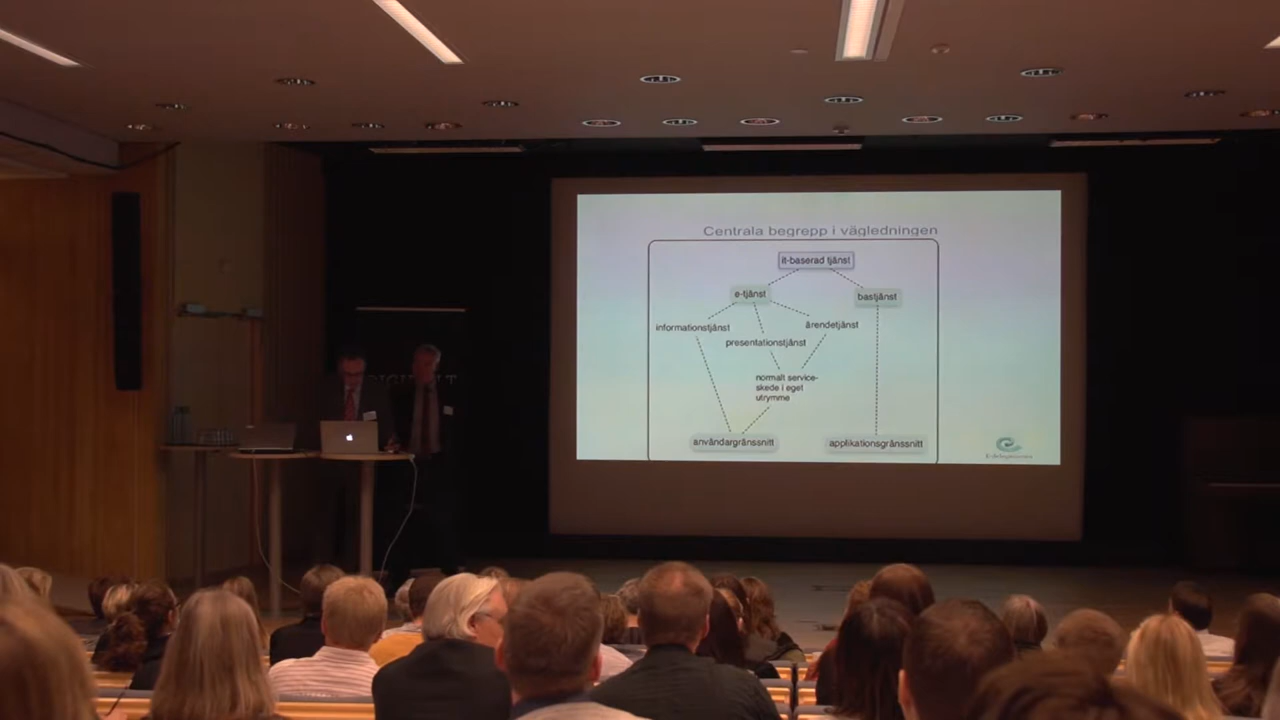 Centrala begrepp i vägledningen
it-baserad tjänst
e-tjänst
bastjänst
informationstjänst
ärendetjänst
presentationstjänst
normalt service-
skede i eget
utrymme
användargränssnitt
applikationsgränssnitt